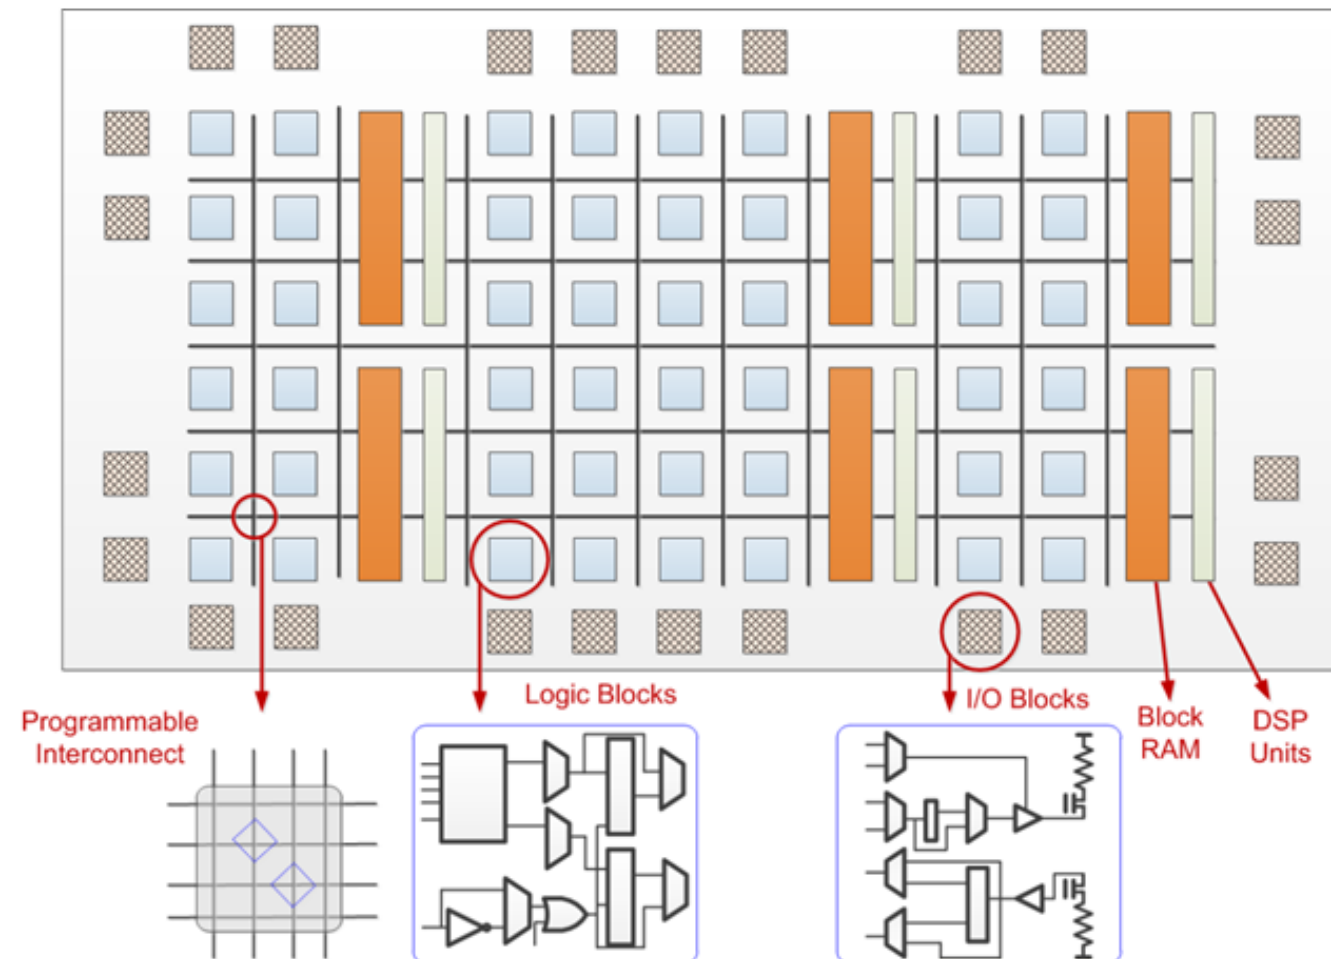 Programmable
Interconnect
Logic Blocks
I/O Blocks
Block
RAM
DSP
Units